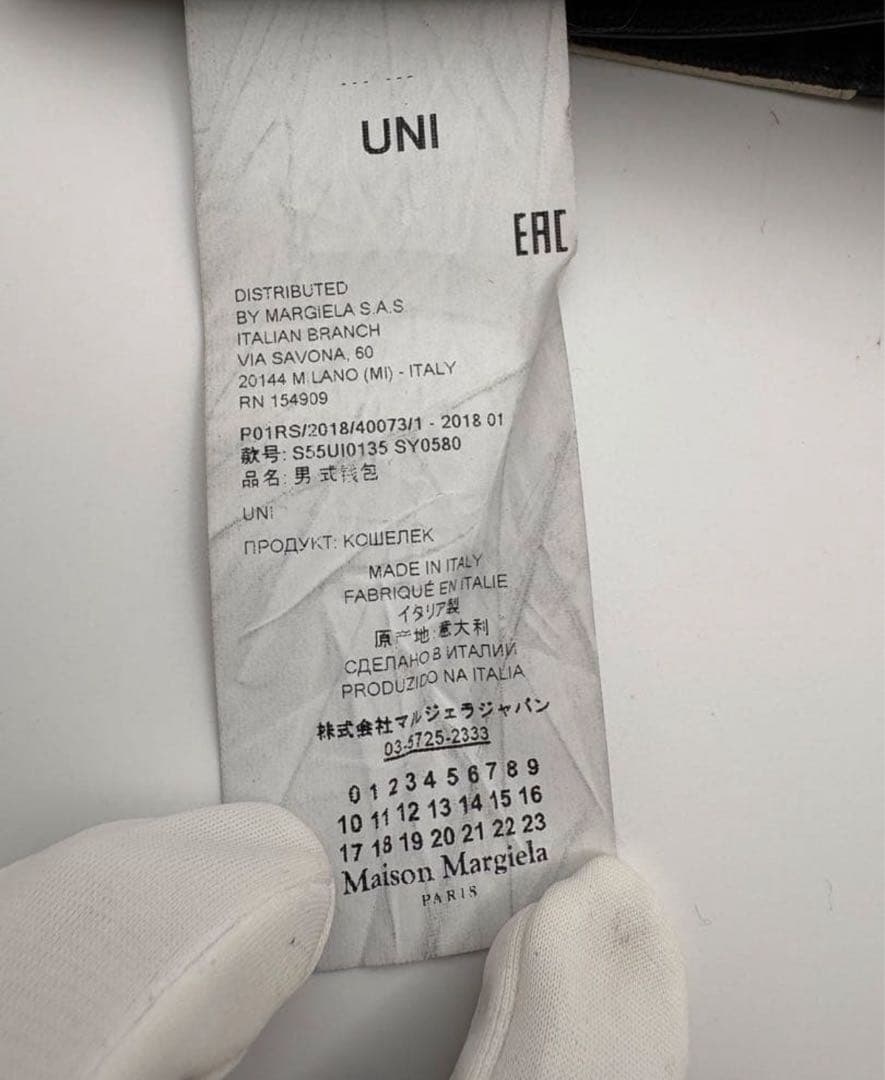 --- ---
UNI
EAC
DISTRIBUTED
BY MARGIELA S.A.S
ITALIAN BRANCH
VIA SAVONA, 60
20144 MILANO (MI) - ITALY
RN 154909
P01RS/2018/40073/1 - 2018 01
款号: S55UI0135 SY0580
品名: 男式钱包
UNI
ПРОДУКТ: КОШЕЛЕК
MADE IN ITALY
FABRIQUÉ EN ITALIE
イタリア製
原产地:意大利
СДЕЛАНО В ИТАЛИИ
PRODUZIDO NA ITALIA
株式会社マルジェラジャパン
03-5725-2333
0 1 2 3 4 5 6 7 8 9
10 11 12 13 14 15 16
17 18 19 20 21 22 23
Maison Margiela
PARIS